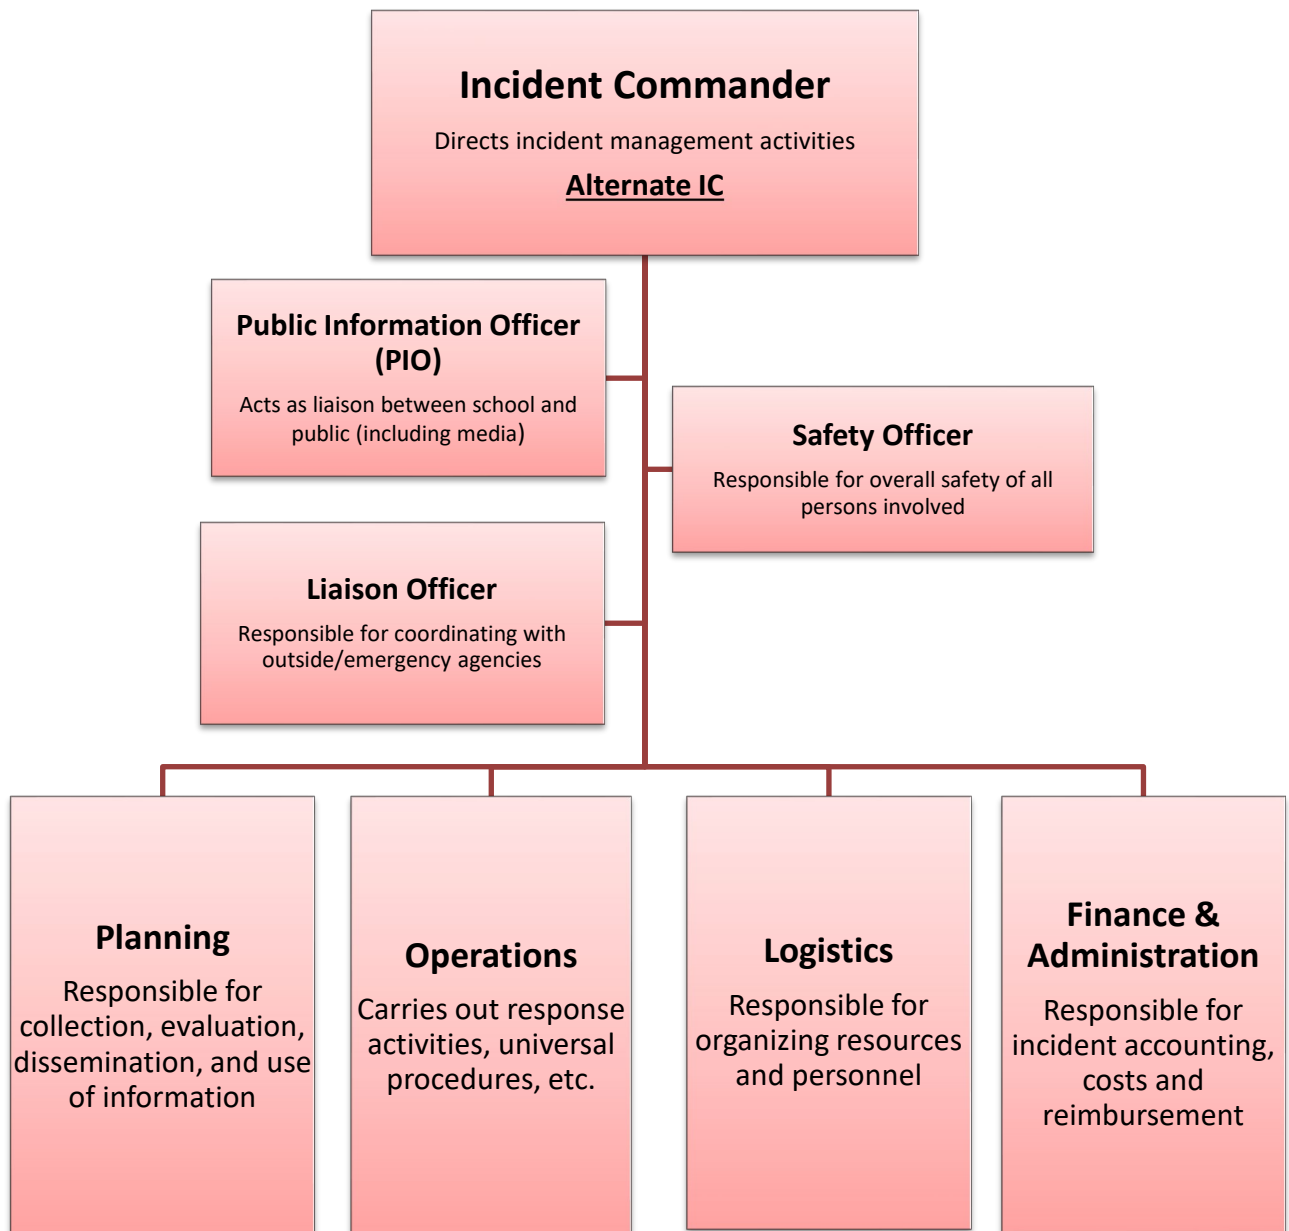 Incident Commander
Directs incident management activities
Alternate IC
Public Information Officer
(PIO)
Acts as liaison between school and
public (including media)
Safety Officer
Responsible for overall safety of all
persons involved
Liaison Officer
Responsible for coordinating with
outside/emergency agencies
Planning
Responsible for
collection, evaluation,
dissemination, and use
of information
Operations
Carries out response
activities, universal
procedures, etc.
Logistics
Responsible for
organizing resources
and personnel
Finance &
Administration
Responsible for
incident accounting,
costs and
reimbursement